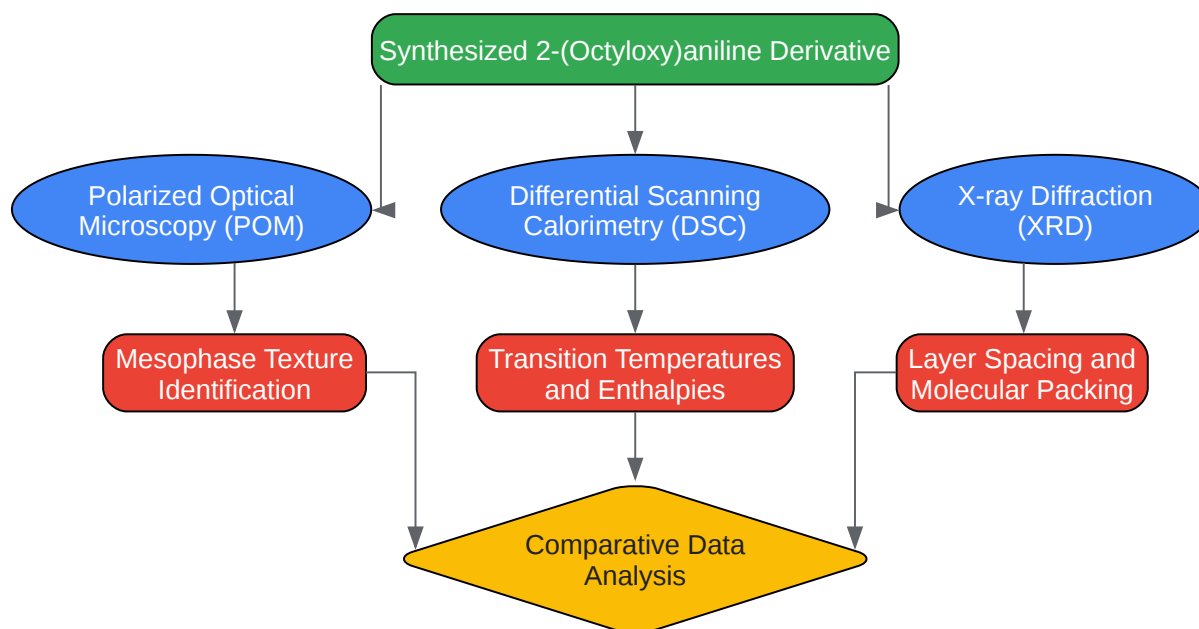 Synthesized 2-(Octyloxy)aniline Derivative
Polarized Optical
Microscopy (POM)
Differential Scanning
Calorimetry (DSC)
X-ray Diffraction
(XRD)
Mesophase Texture
Identification
Transition Temperatures
and Enthalpies
Layer Spacing and
Molecular Packing
Comparative Data
Analysis